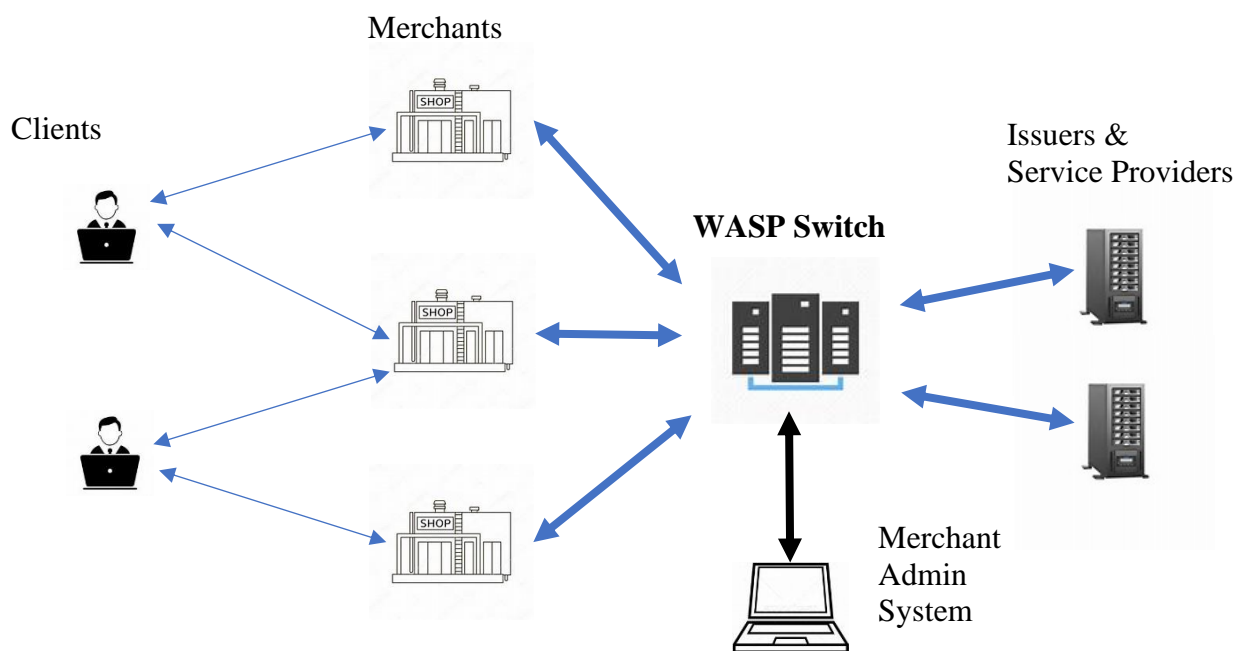 Merchants
SHOP
Clients
Issuers &
Service Providers
WASP Switch
SHOP
SHOP
Merchant
Admin
System